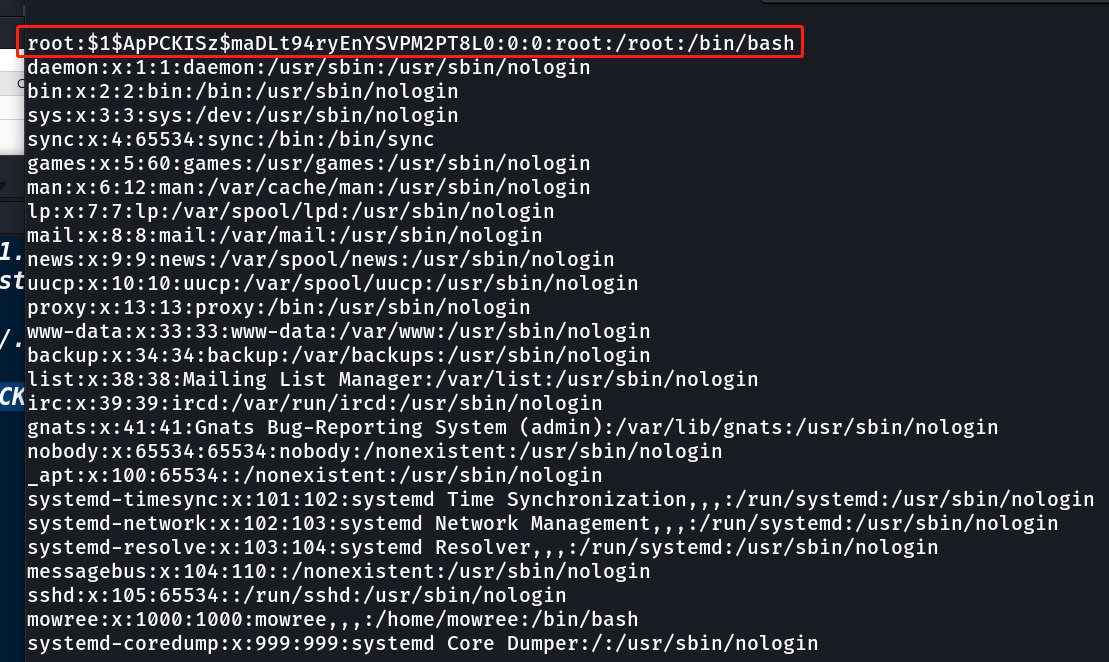 root:$1$ApPCKISz$maDLt94ryEnYSVPM2PT8L0:0:0:root:/root:/bin/bash
daemon:x:1:1:daemon:/usr/sbin:/usr/sbin/nologin
bin:x:2:2:bin:/bin:/usr/sbin/nologin
sys:x:3:3:sys:/dev:/usr/sbin/nologin
sync:x:4:65534:sync:/bin:/bin/sync
games:x:5:60:games:/usr/games:/usr/sbin/nologin
man:x:6:12:man:/var/cache/man:/usr/sbin/nologin
lp:x:7:7:lp:/var/spool/lpd:/usr/sbin/nologin
mail:x:8:8:mail:/var/mail:/usr/sbin/nologin
news:x:9:9:news:/var/spool/news:/usr/sbin/nologin
uucp:x:10:10:uucp:/var/spool/uucp:/usr/sbin/nologin
proxy:x:13:13:proxy:/bin:/usr/sbin/nologin
www-data:x:33:33:www-data:/var/www:/usr/sbin/nologin
backup:x:34:34:backup:/var/backups:/usr/sbin/nologin
list:x:38:38:Mailing List Manager:/var/list:/usr/sbin/nologin
irc:x:39:39:ircd:/var/run/ircd:/usr/sbin/nologin
gnats:x:41:41:Gnats Bug-Reporting System (admin):/var/lib/gnats:/usr/sbin/nologin
nobody:x:65534:65534:nobody:/nonexistent:/usr/sbin/nologin
_apt:x:100:65534::/nonexistent:/usr/sbin/nologin
systemd-timesync:x:101:102:systemd Time Synchronization,,,:/run/systemd:/usr/sbin/nologin
systemd-network:x:102:103:systemd Network Management,,,:/run/systemd:/usr/sbin/nologin
systemd-resolve:x:103:104:systemd Resolver,,,:/run/systemd:/usr/sbin/nologin
messagebus:x:104:110::/nonexistent:/usr/sbin/nologin
sshd:x:105:65534::/run/sshd:/usr/sbin/nologin
mowree:x:1000:1000:mowree,,,:/home/mowree:/bin/bash
systemd-coredump:x:999:999:systemd Core Dumper:/:/usr/sbin/nologin